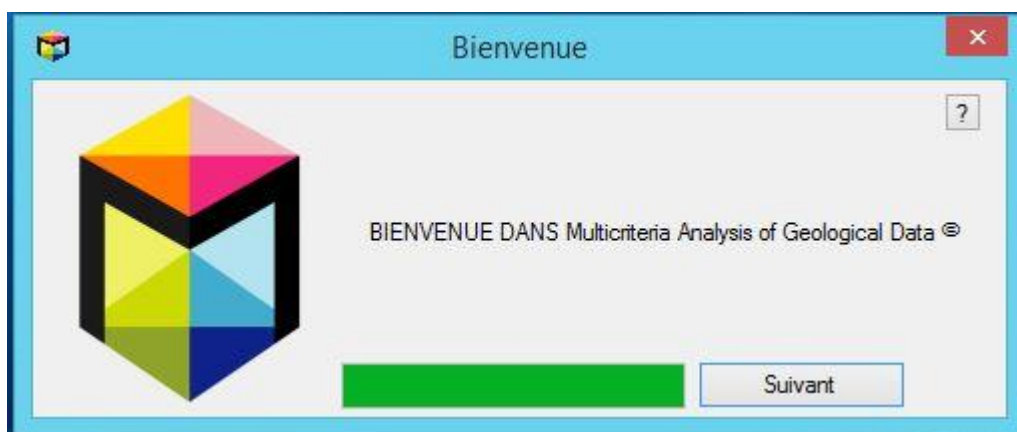 Bienvenue
?
BIENVENUE DANS Multicriteria Analysis of Geological Data ©
Suivant